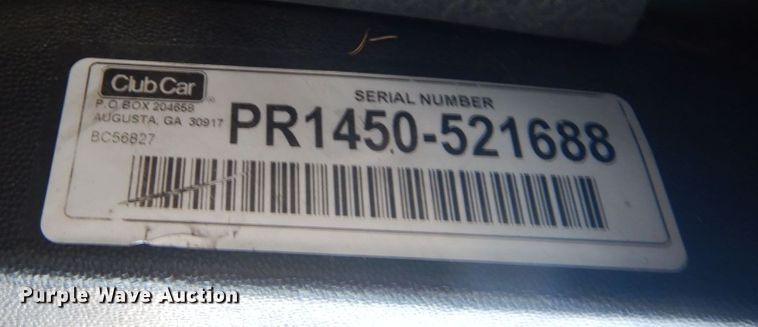 Club Car
P.O. BOX 204658
AUGUSTA, GA 30917
BC56827
SERIAL NUMBER
PR1450-521688
Purple Wave Auction